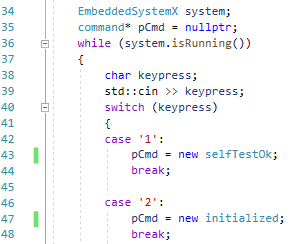 34 EmbeddedSystemX system;
35 command* pCmd = nullptr;
36 while (system.isRunning())
37 {
38 char keypress;
39 std::cin >> keypress;
40 switch (keypress)
41 {
42 case '1':
43 pCmd = new selfTestOk;
44 break;
45
46 case '2':
47 pCmd = new initialized;
48 break;